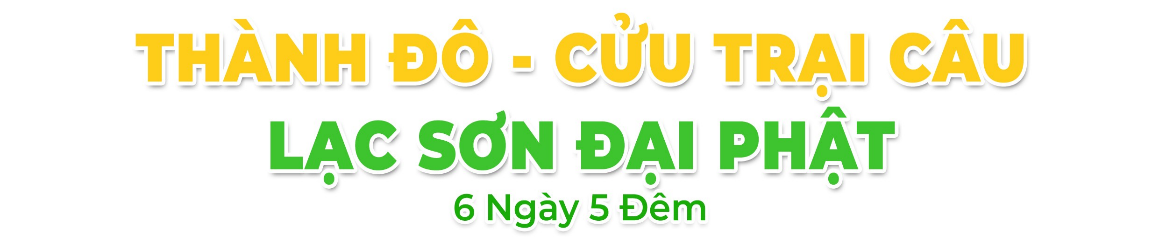 THÀNH ĐÔ - CỬU TRẠI CÂU
LẠC SƠN ĐẠI PHẬT
6 Ngày 5 Đêm